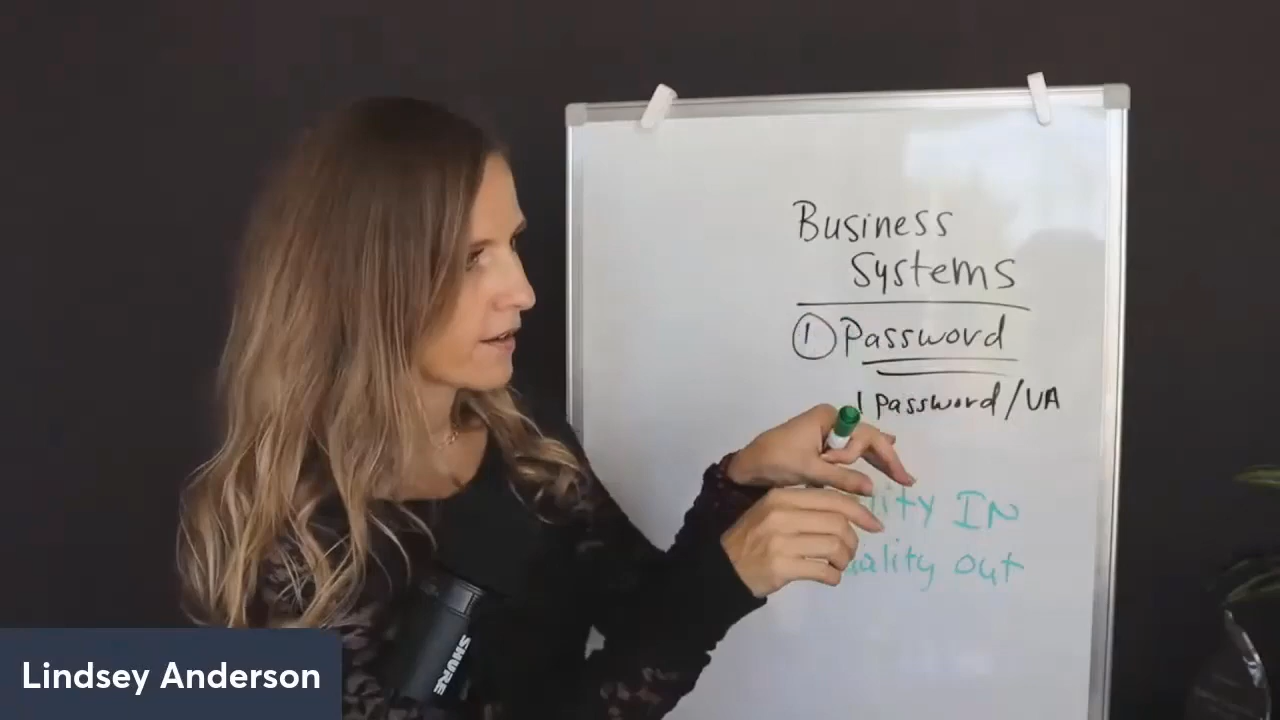 Business
Systems
① Password
1 Password/VA
IN
out
SHURE
Lindsey Anderson